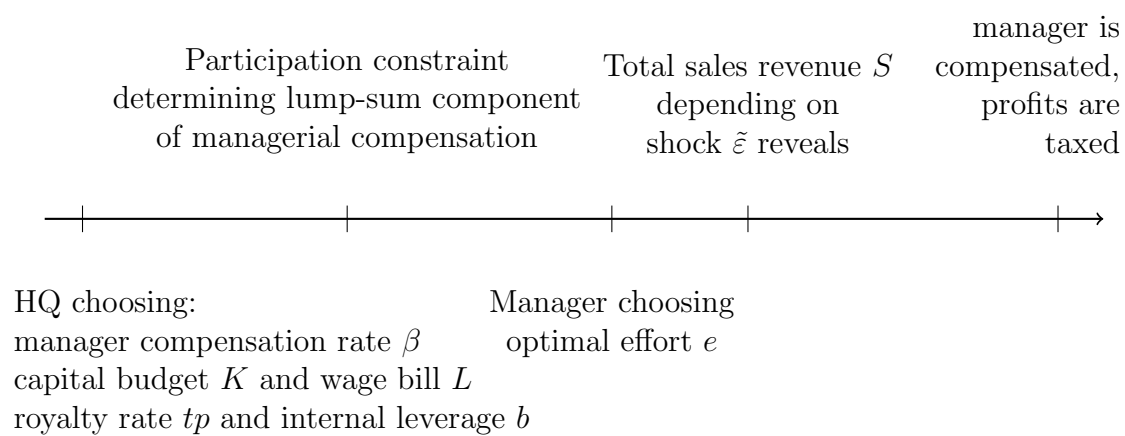 Participation constraint
determining lump-sum component
of managerial compensation
Total sales revenue S
depending on
shock ε̃ reveals
manager is
compensated,
profits are
taxed
HQ choosing:
manager compensation rate β
capital budget K and wage bill L
royalty rate tp and internal leverage b
Manager choosing
optimal effort e